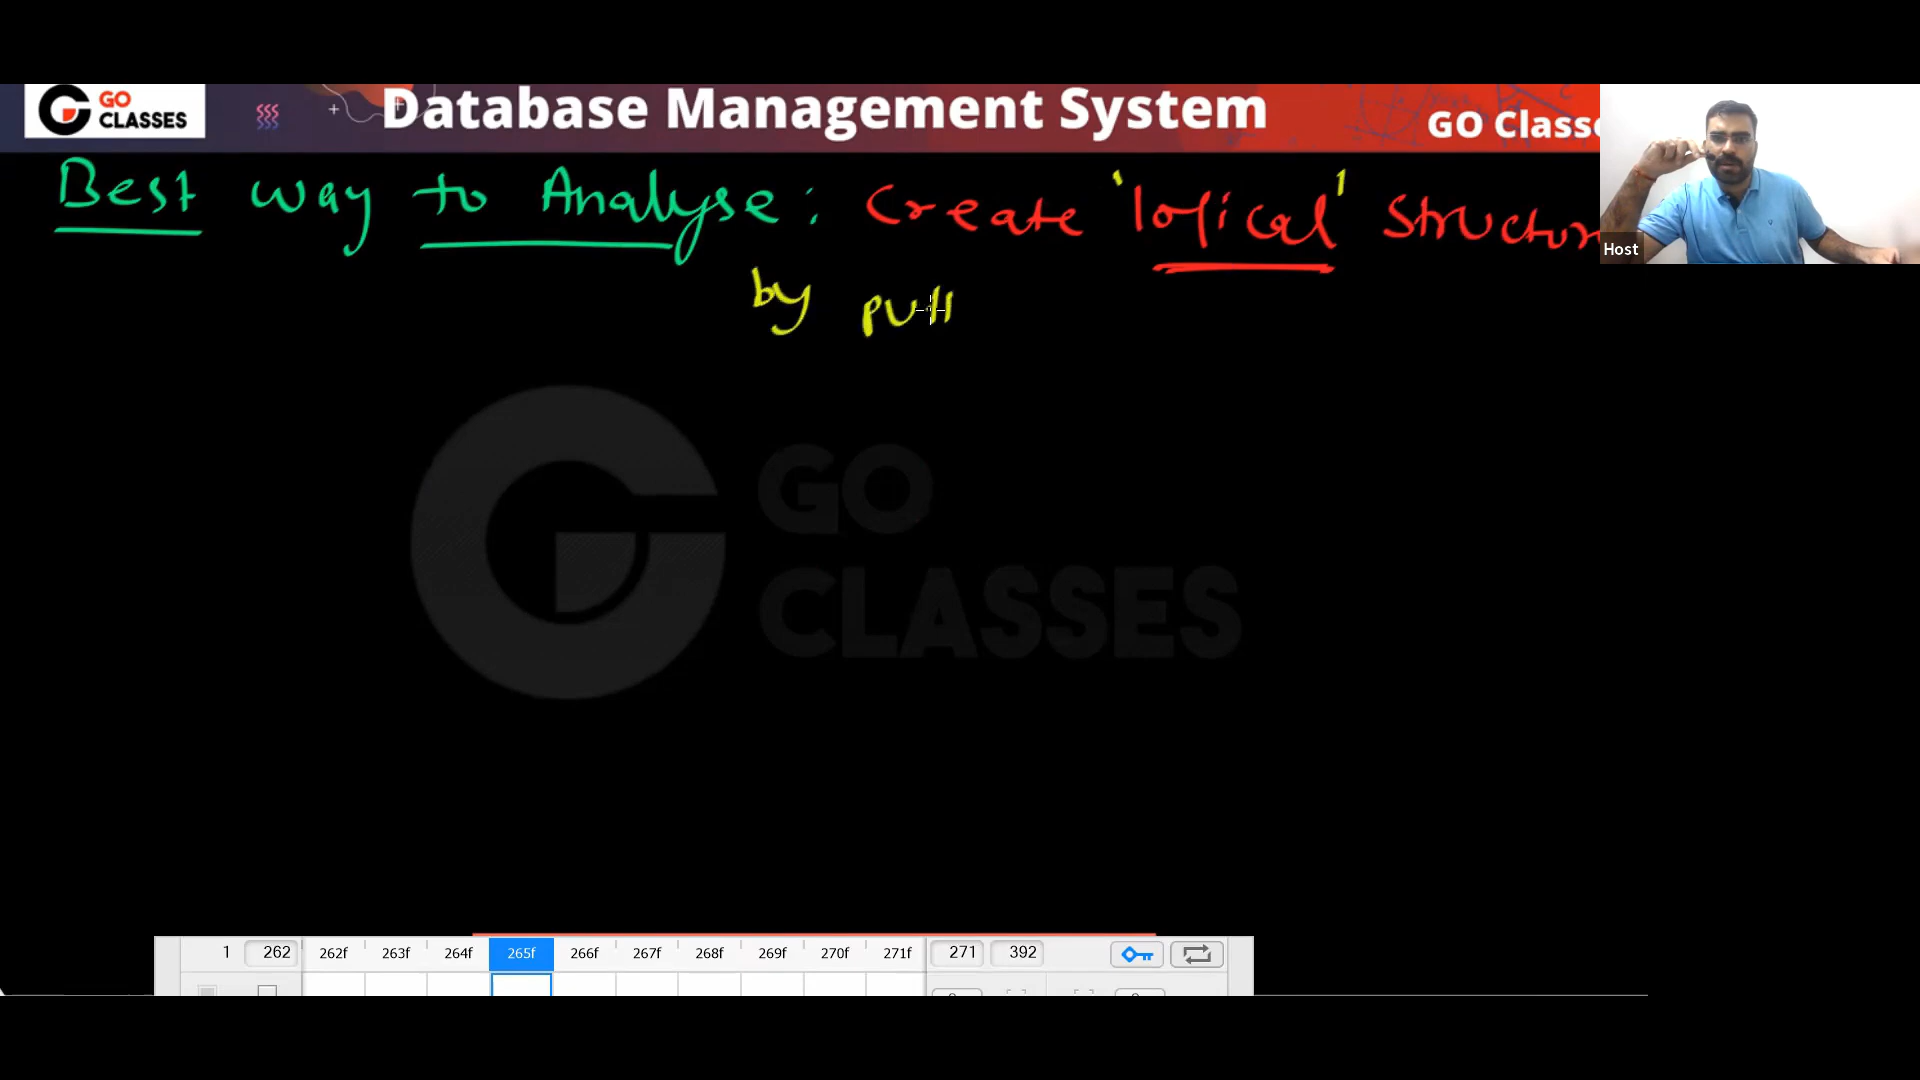 GO
CLASSES
Database Management System
GO Classe
Best way to Analyse: Create 'logical' Structur
by pull
Host
GO
CLASSES
1 262 262f 263f 264f 265f 266f 267f 268f 269f 270f 271f 271 392